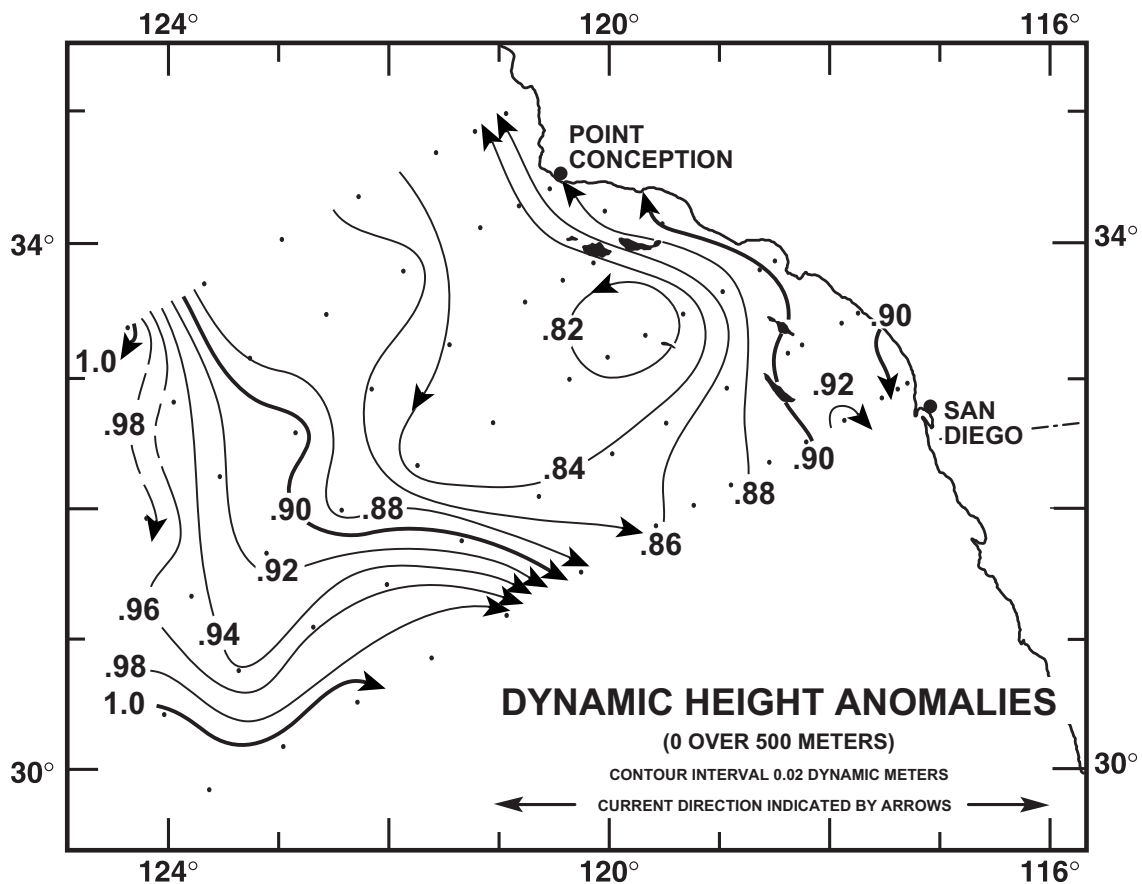 124° 120° 116°
POINT
CONCEPTION
34° 34°
.82
.90
1.0
.92
.98
SAN
DIEGO
.90
.84
.88
.90
.88
.86
.92
.96
.94
.98
1.0
DYNAMIC HEIGHT ANOMALIES
(0 OVER 500 METERS)
30° 30°
CONTOUR INTERVAL 0.02 DYNAMIC METERS
CURRENT DIRECTION INDICATED BY ARROWS
124° 120° 116°